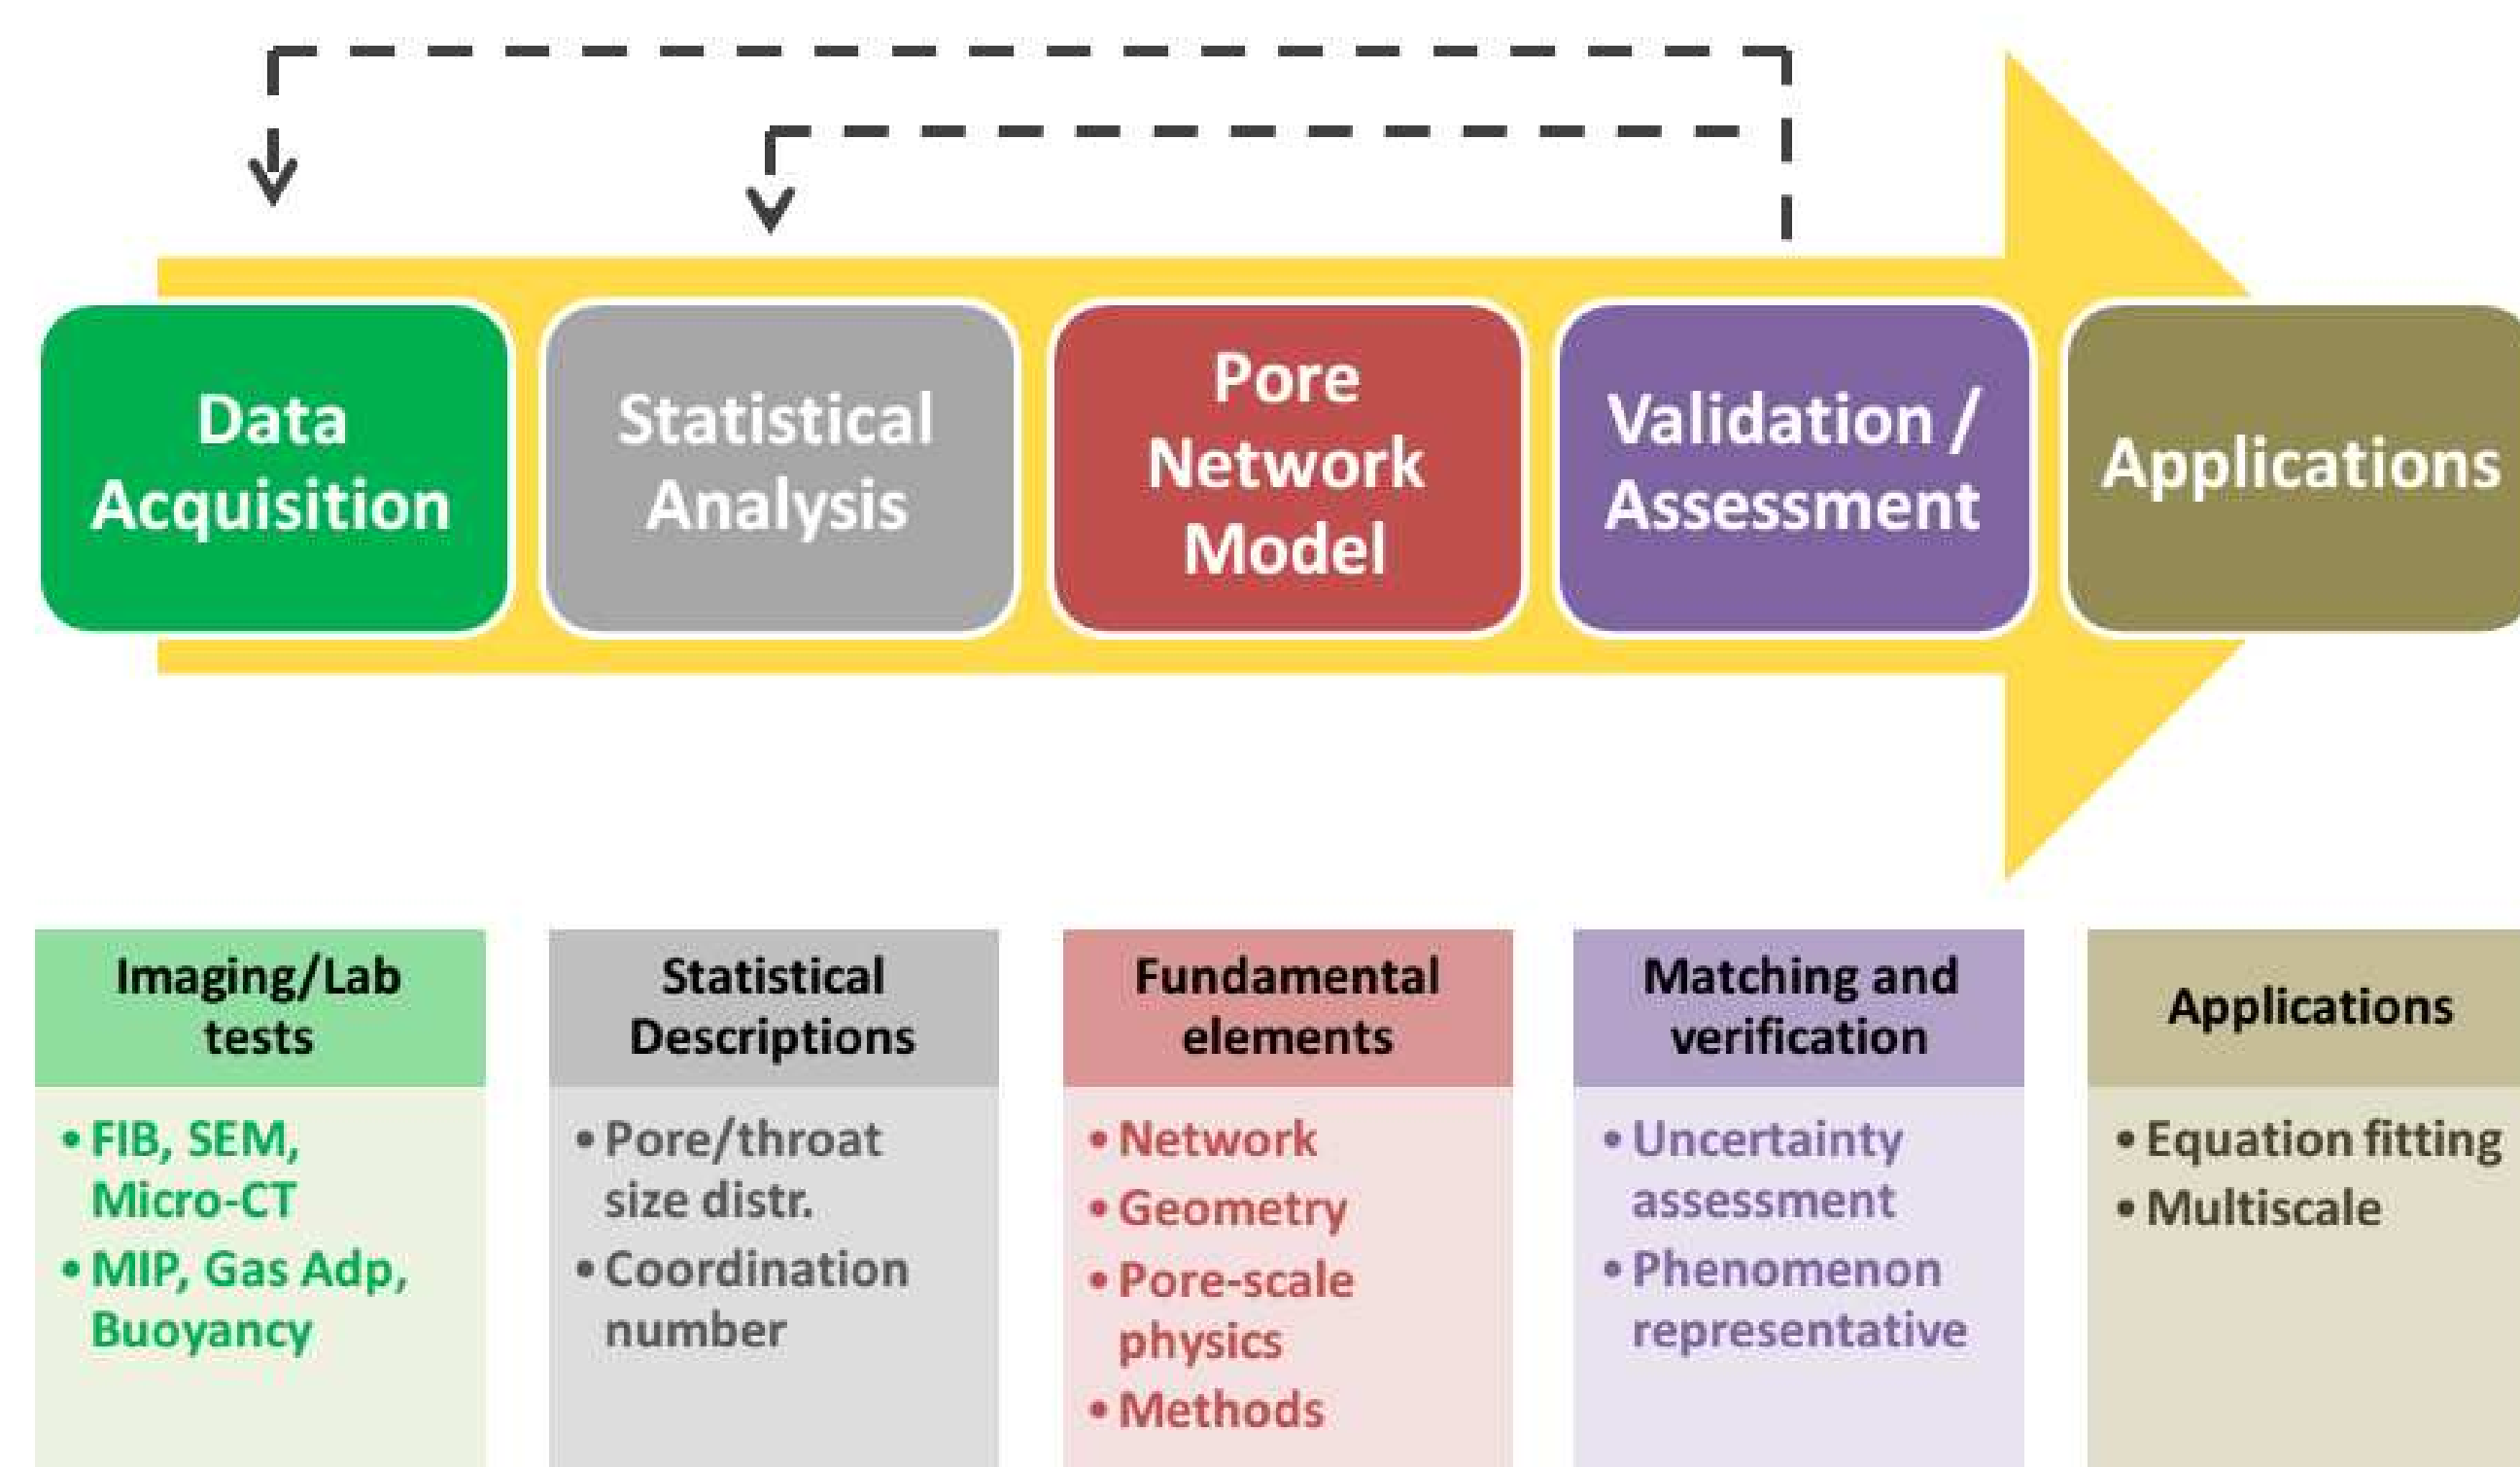 Data
Acquisition
Statistical
Analysis
Pore
Network
Model
Validation /
Assessment
Applications
Imaging/Lab
tests
• FIB, SEM,
Micro-CT
• MIP, Gas Adp,
Buoyancy
Statistical
Descriptions
• Pore/throat
size distr.
• Coordination
number
Fundamental
elements
• Network
• Geometry
• Pore-scale
physics
• Methods
Matching and
verification
• Uncertainty
assessment
• Phenomenon
representative
Applications
• Equation fitting
• Multiscale